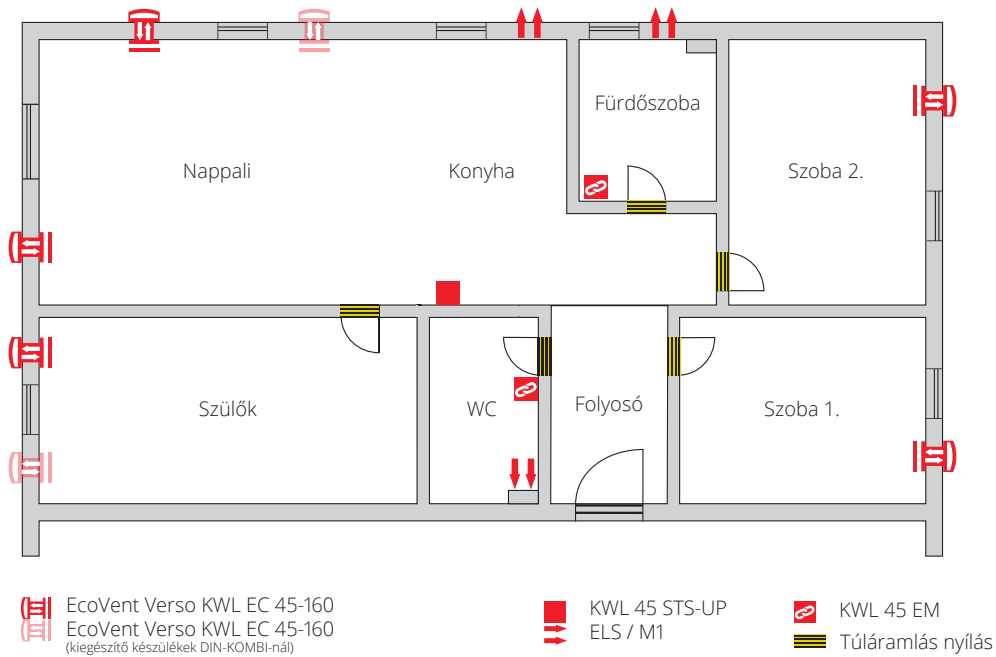 Fürdőszoba
Nappali
Konyha
Szoba 2.
Szülők
WC
Folyosó
Szoba 1.
EcoVent Verso KWL EC 45-160
EcoVent Verso KWL EC 45-160
(kiegészítő készülékek DIN-KOMBI-nál)
KWL 45 STS-UP
ELS / M1
KWL 45 EM
Túláramlás nyílás